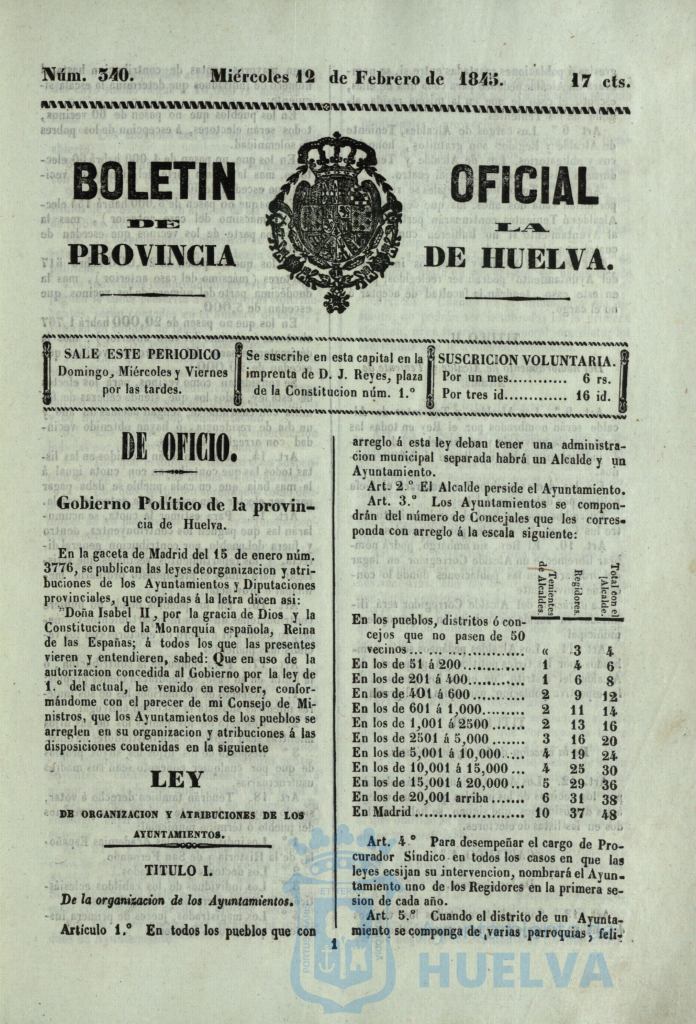 Núm. 340. Miércoles 12 de Febrero de 1845. 17 cts.
BOLETIN OFICIAL
DE LA
PROVINCIA DE HUELVA.
SALE ESTE PERIODICO
Domingo, Miércoles y Viernes
por las tardes.
Se suscribe en esta capital en la
imprenta de D. J. Reyes, plaza
de la Constitucion núm. 1.º
SUSCRICION VOLUNTARIA.
Por un mes............ 6 rs.
Por tres id............ 16 id.
DE OFICIO.
Gobierno Político de la provin-
cia de Huelva.
En la gaceta de Madrid del 15 de enero núm.
3776, se publican las leyes de organizacion y atri-
buciones de los Ayuntamientos y Diputaciones
provinciales, que copiadas á la letra dicen asi:
"Doña Isabel II, por la gracia de Dios y la
Constitucion de la Monarquía española, Reina
de las Españas; á todos los que las presentes
vieren y entendieren, sabed: Que en uso de la
autorizacion concedida al Gobierno por la ley de
1.º del actual, he venido en resolver, confor-
mándome con el parecer de mi Consejo de Mi-
nistros, que los Ayuntamientos de los pueblos se
arreglen en su organizacion y atribuciones á las
disposiciones contenidas en la siguiente
LEY
DE ORGANIZACION Y ATRIBUCIONES DE LOS
AYUNTAMIENTOS.
TITULO I.
De la organizacion de los Ayuntamientos.
Artículo 1.º En todos los pueblos que con
arreglo á esta ley deban tener una administra-
cion municipal separada habrá un Alcalde y un
Ayuntamiento.
Art. 2.º El Alcalde perside el Ayuntamiento.
Art. 3.º Los Ayuntamientos se compon-
drán del número de Concejales que les corres-
ponda con arreglo á la escala siguiente:
Tenientes de Alcaldes.
Regidores.
Total con el Alcalde.
En los pueblos, distritos ó con-
cejos que no pasen de 50
vecinos..................... « 3 4
En los de 51 á 200........... 1 4 6
En los de 201 á 400.......... 1 6 8
En los de 401 á 600.......... 2 9 12
En los de 601 á 1,000........ 2 11 14
En los de 1,001 á 2500....... 2 13 16
En los de 2501 á 5,000....... 3 16 20
En los de 5,001 á 10,000..... 4 19 24
En los de 10,001 á 15,000... 4 25 30
En los de 15,001 á 20,000... 5 29 36
En los de 20,001 arriba....... 6 31 38
En Madrid.................... 10 37 48
Art. 4.º Para desempeñar el cargo de Pro-
curador Síndico en todos los casos en que las
leyes ecsijan su intervencion, nombrará el Ayun-
tamiento uno de los Regidores en la primera se-
sion de cada año.
Art. 5.º Cuando el distrito de un Ayunta-
miento se componga de varias parroquias, feli-
1
HUELVA